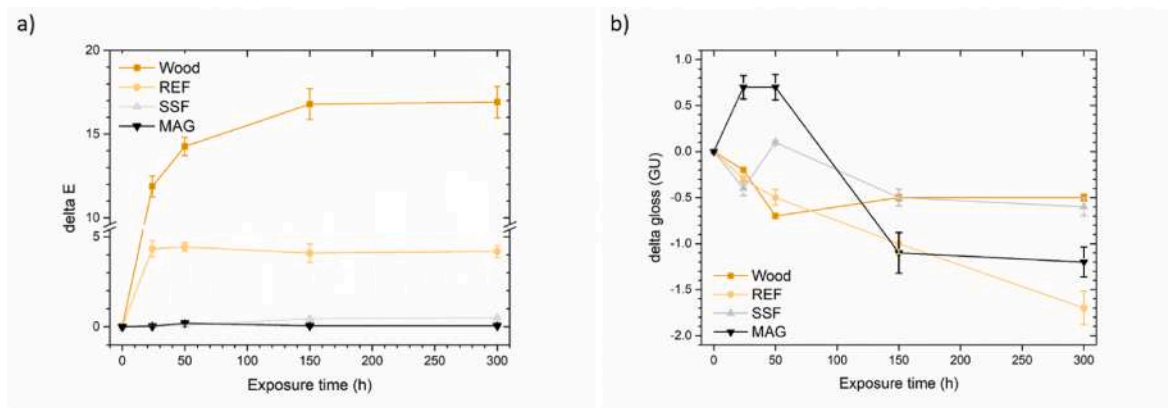 a)
20
15
10
5
0
delta E
Wood
REF
SSF
MAG
0 50 100 150 200 250 300
Exposure time (h)
b)
0.5
0.0
-0.5
-1.0
-1.5
-2.0
delta gloss (GU)
Wood
REF
SSF
MAG
0 50 100 150 200 250 300
Exposure time (h)